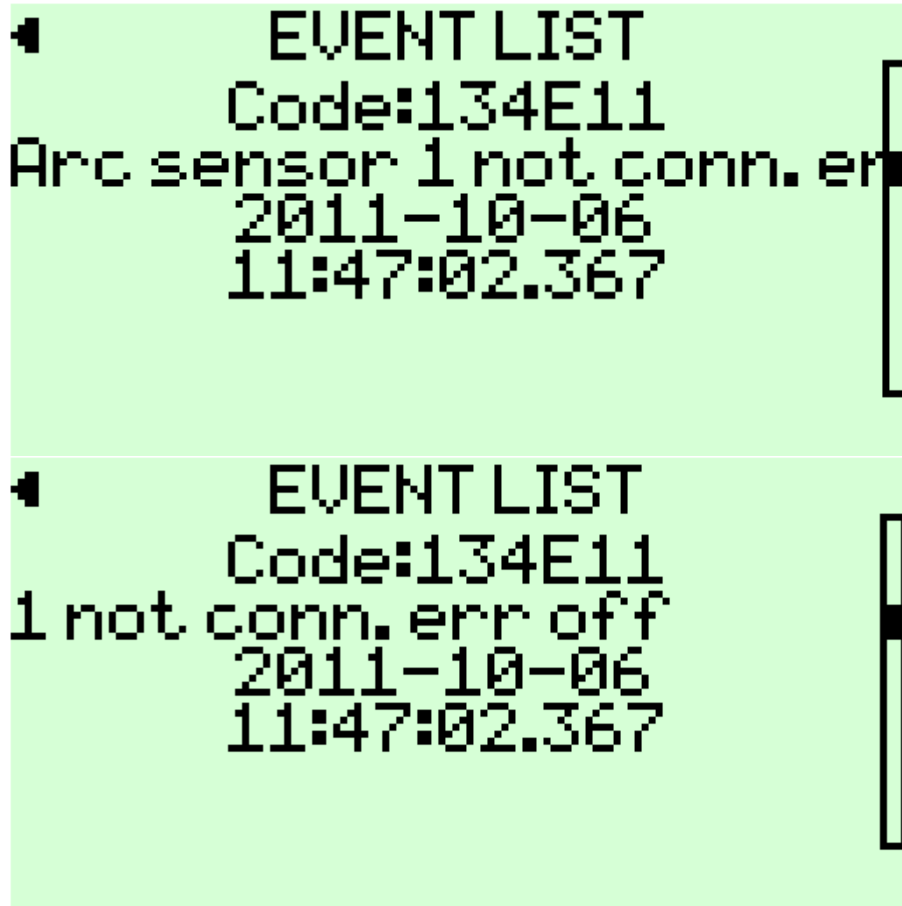 EVENT LIST
Code:134E11
Arc sensor 1 not conn. er
2011-10-06
11:47:02.367
EVENT LIST
Code:134E11
1 not conn. err off
2011-10-06
11:47:02.367